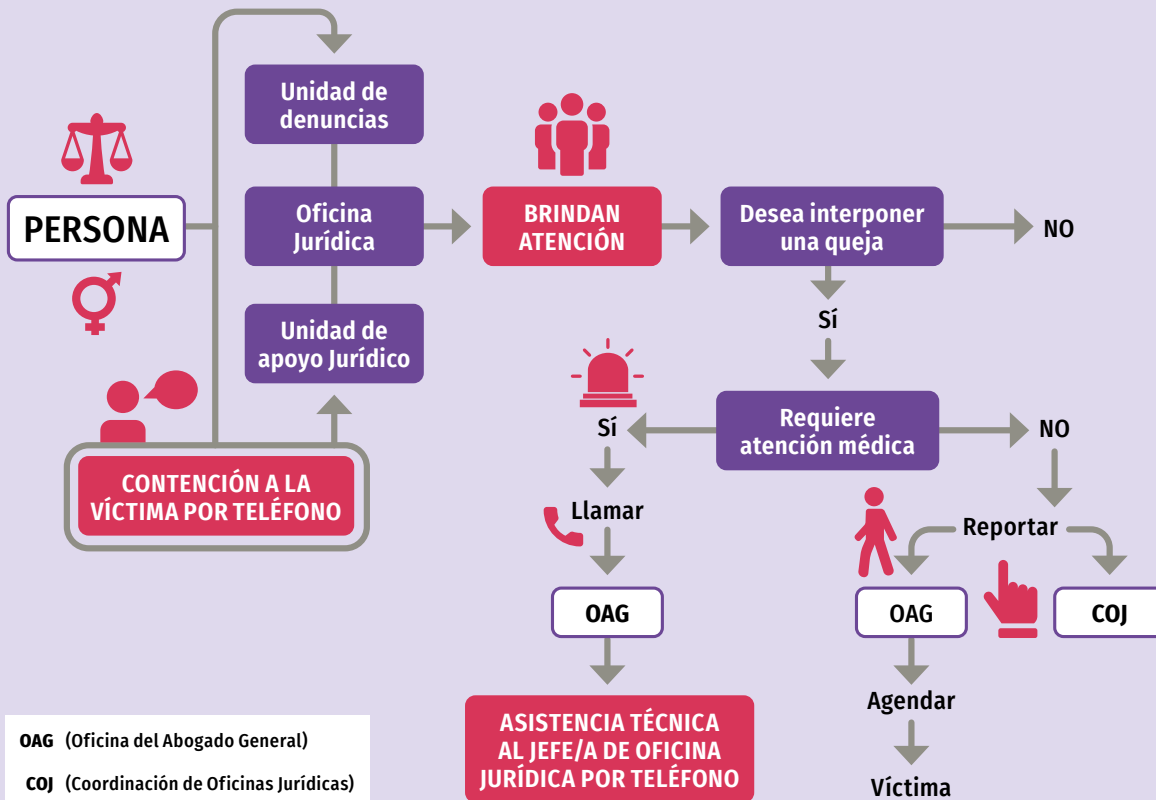 PERSONA
Unidad de
denuncias
Oficina
Jurídica
Unidad de
apoyo Jurídico
CONTENCIÓN A LA
VÍCTIMA POR TELÉFONO
BRINDAN
ATENCIÓN
Desea interponer
una queja
NO
Sí
Requiere
atención médica
Sí
NO
Llamar
OAG
ASISTENCIA TÉCNICA
AL JEFE/A DE OFICINA
JURÍDICA POR TELÉFONO
Reportar
OAG
COJ
Agendar
Víctima
OAG (Oficina del Abogado General)
COJ (Coordinación de Oficinas Jurídicas)